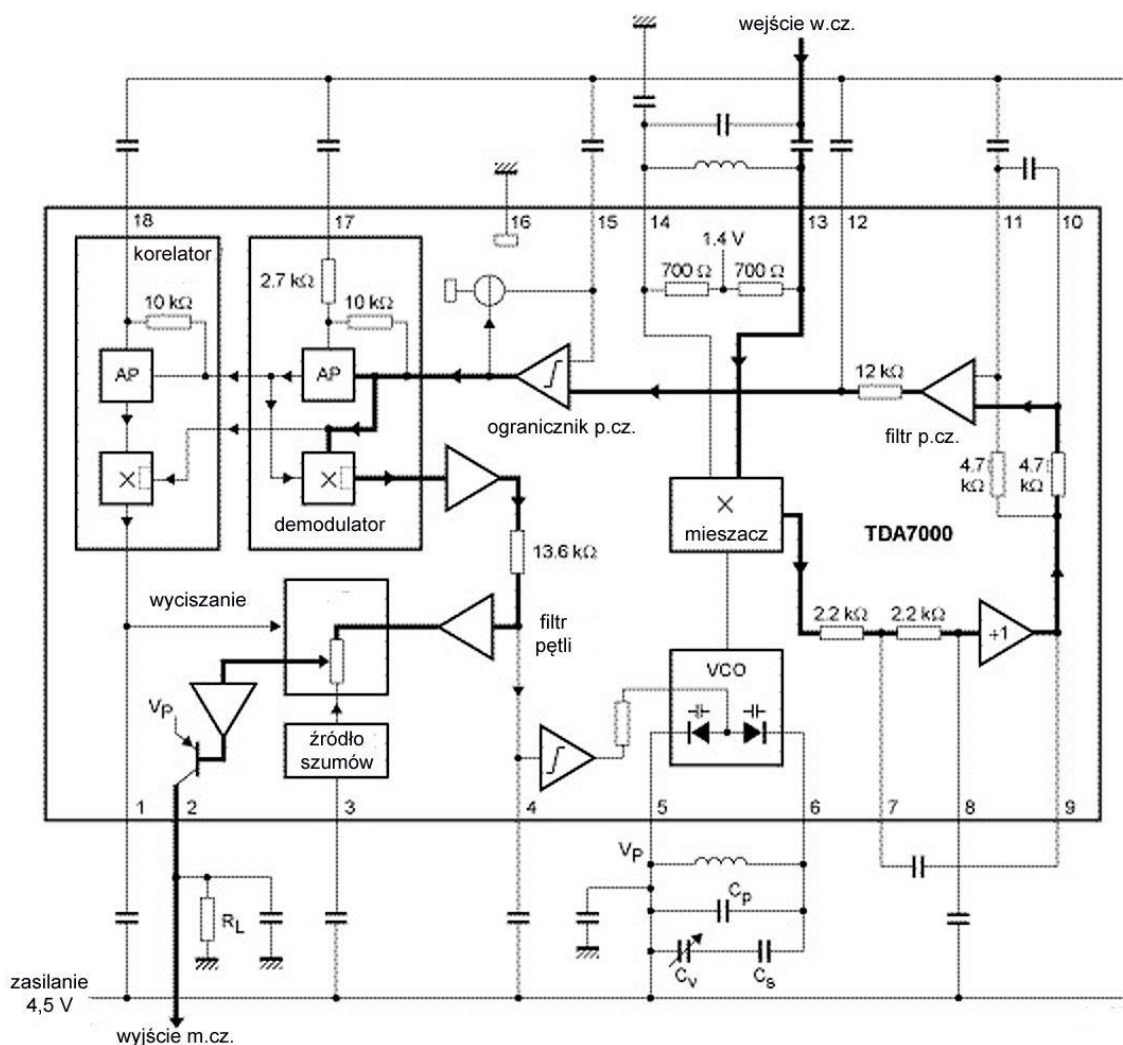 wejście w.cz.
18
17
16
15
14
13
12
11
10
korelator
2.7 kΩ
10 kΩ
10 kΩ
1.4 V
700 Ω
700 Ω
AP
AP
12 kΩ
ogranicznik p.cz.
filtr p.cz.
4.7 kΩ
4.7 kΩ
X
X
demodulator
X
mieszacz
TDA7000
13.6 kΩ
wyciszanie
filtr
pętli
2.2 kΩ
2.2 kΩ
+1
VCO
VP
źródło
szumów
1
2
3
4
5
6
7
8
9
VP
CP
RL
CV
CS
zasilanie
4,5 V
wyjście m.cz.